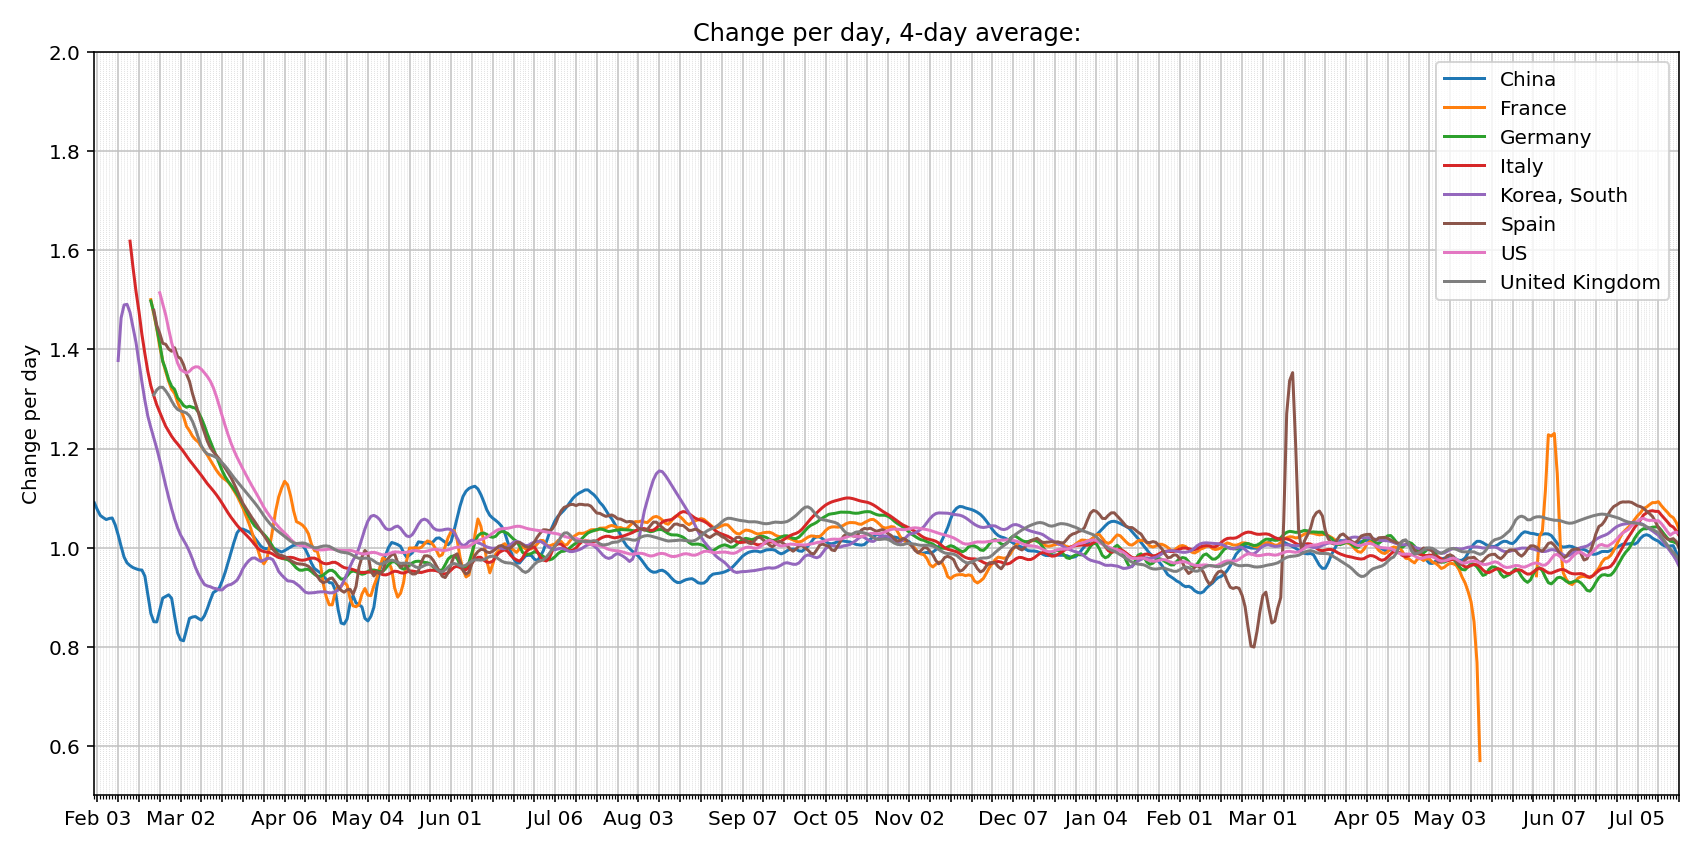 Change per day, 4-day average:
2.0
1.8
1.6
1.4
1.2
1.0
0.8
0.6
Change per day
China
France
Germany
Italy
Korea, South
Spain
US
United Kingdom
Feb 03 Mar 02 Apr 06 May 04 Jun 01 Jul 06 Aug 03 Sep 07 Oct 05 Nov 02 Dec 07 Jan 04 Feb 01 Mar 01 Apr 05 May 03 Jun 07 Jul 05